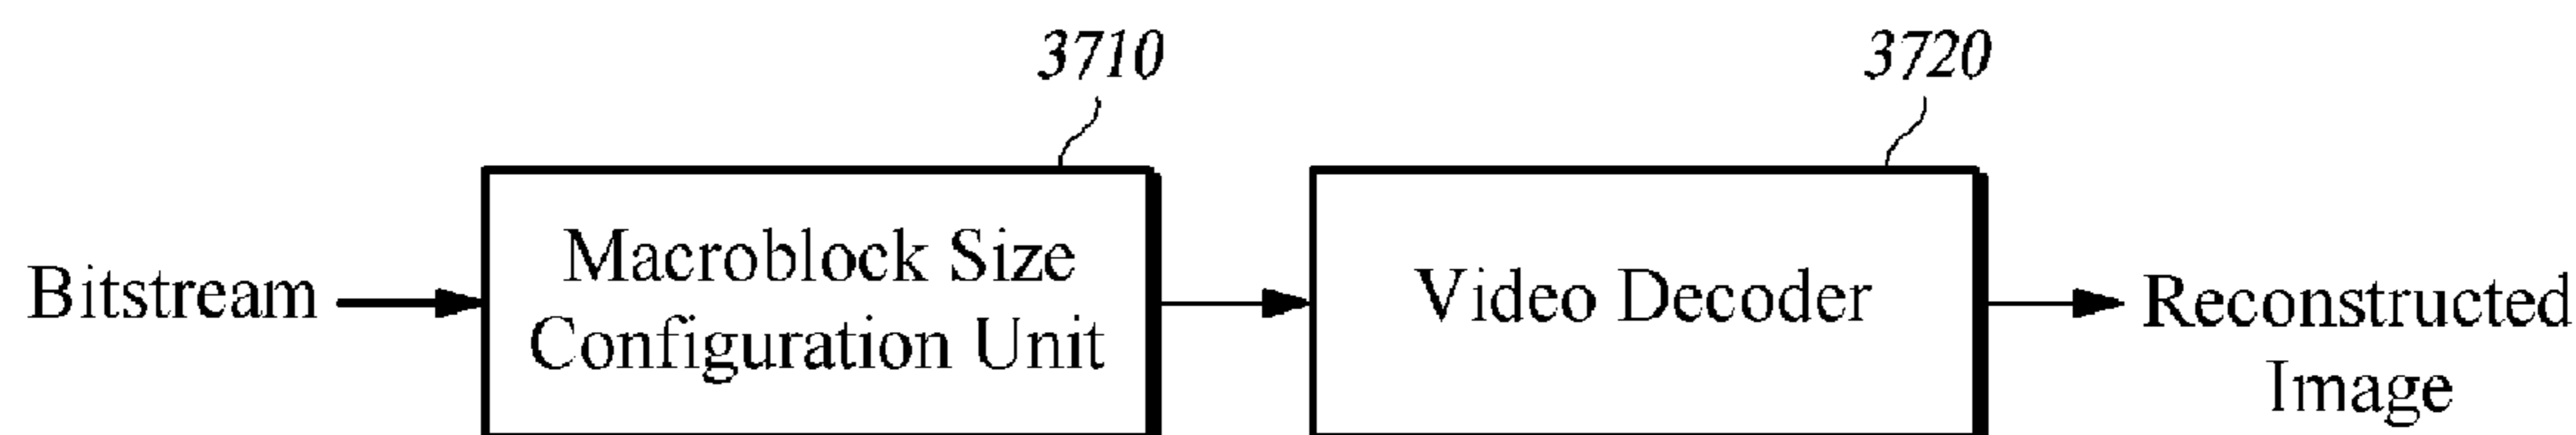 3710
3720
Bitstream
Macroblock Size
Configuration Unit
Video Decoder
Reconstructed
Image